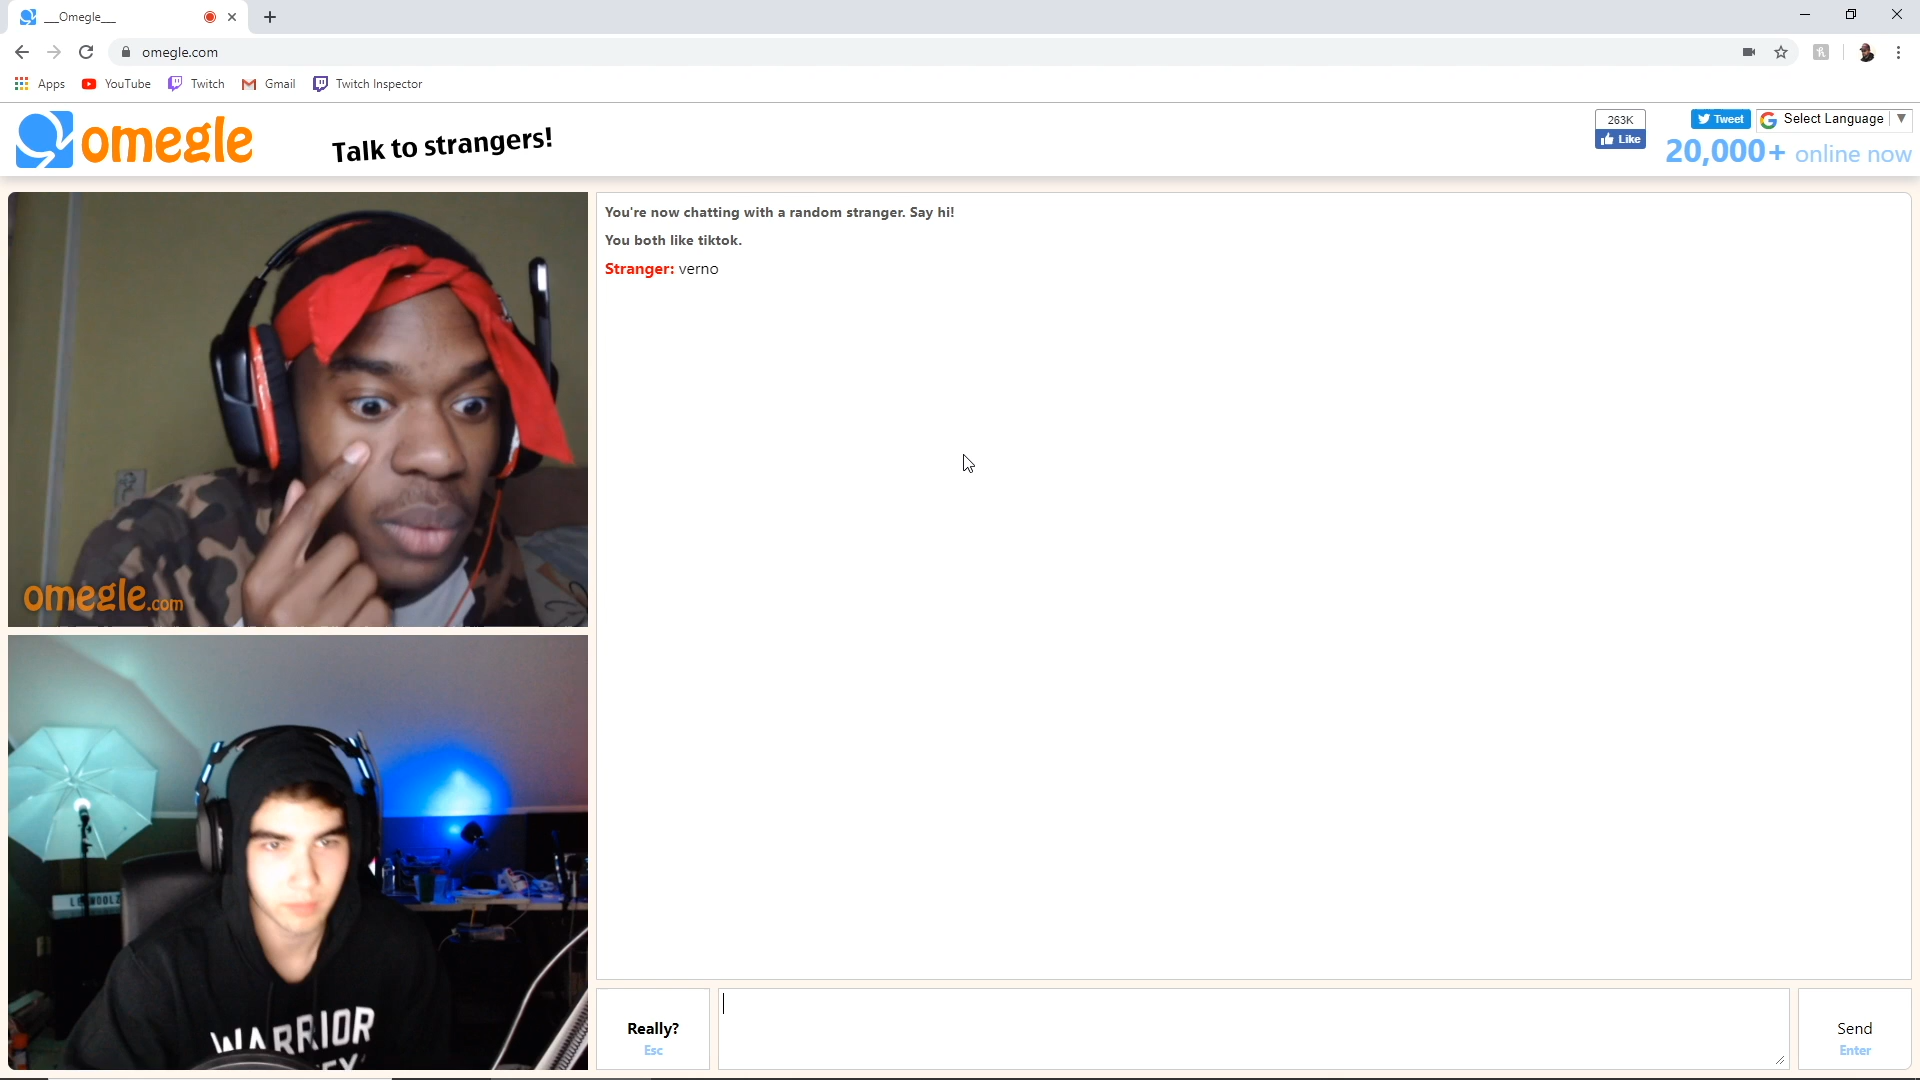 __Omegle__
omegle.com
Apps YouTube Twitch Gmail Twitch Inspector
omegle
Talk to strangers!
263K
Like
Tweet
Select Language
20,000+ online now
You're now chatting with a random stranger. Say hi!
You both like tiktok.
Stranger: verno
omegle.com
WARRIOR
Really?
Esc
Send
Enter